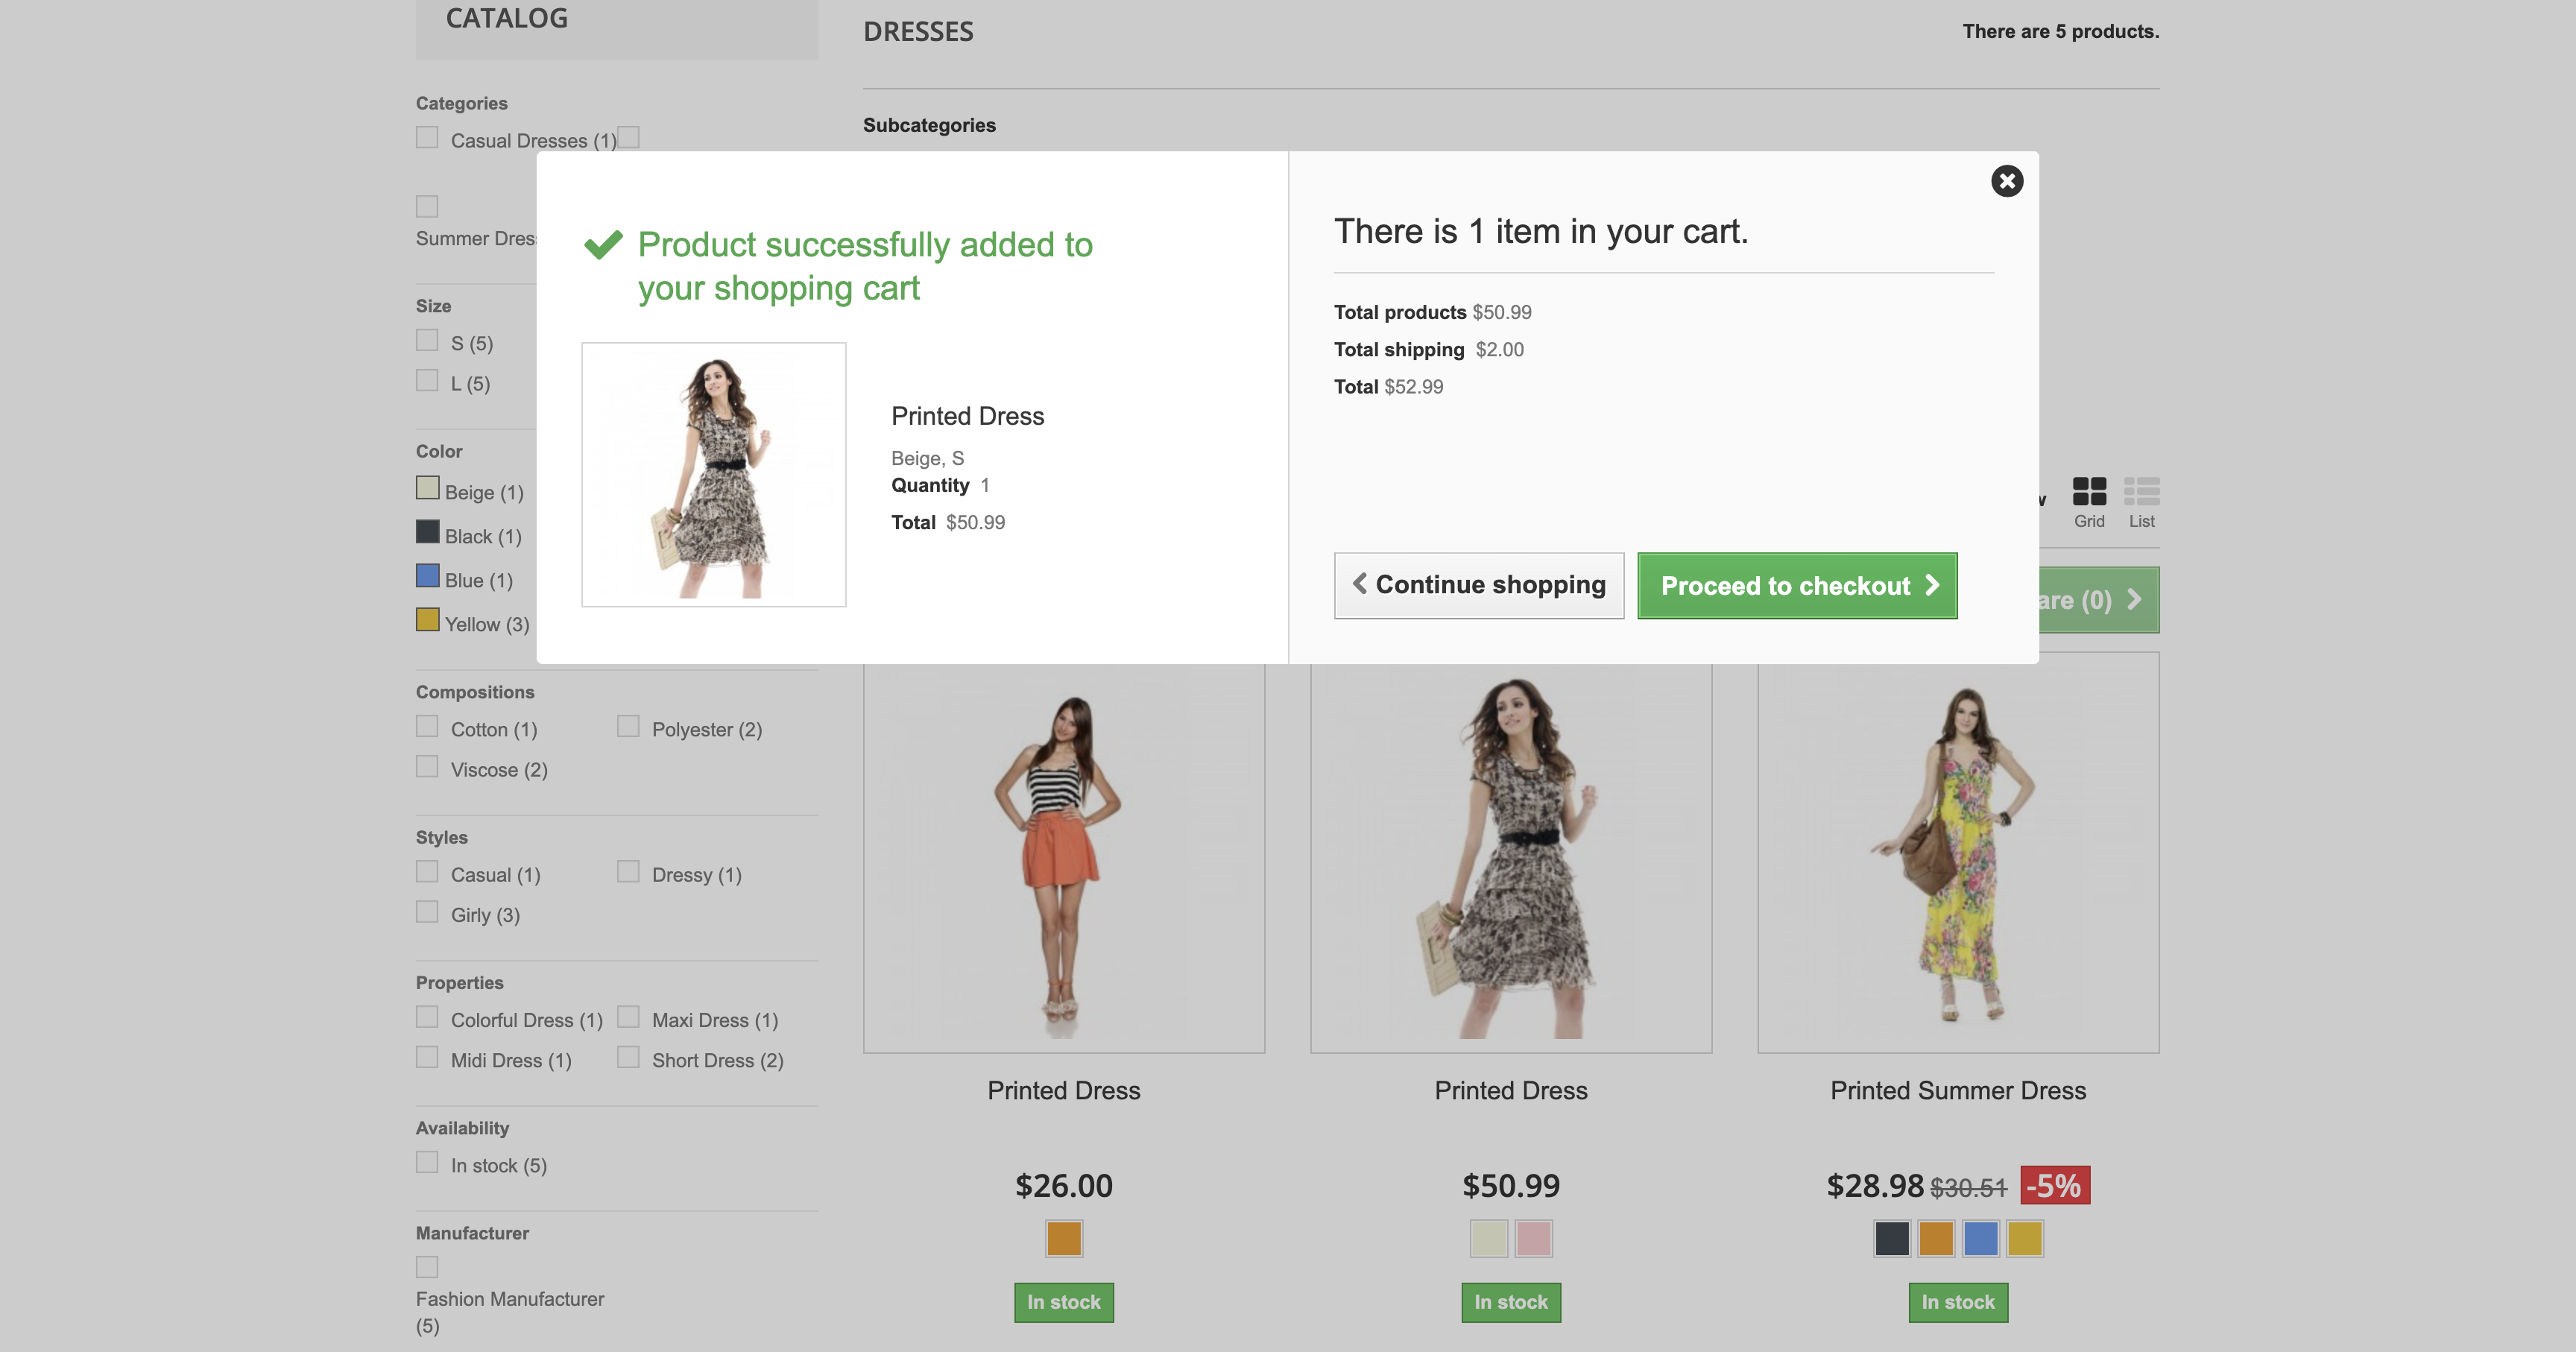 CATALOG
DRESSES
There are 5 products.
Categories
Casual Dresses (1)
Subcategories
Summer
Product successfully added to
your shopping cart
Printed Dress
Beige, S
Quantity 1
Total $50.99
There is 1 item in your cart.
Total products $50.99
Total shipping $2.00
Total $52.99
Continue shopping
Proceed to checkout
Size
S (5)
L (5)
Color
Beige (1)
Black (1)
Blue (1)
Yellow (3)
Grid
List
(0)
Compositions
Cotton (1)
Polyester (2)
Viscose (2)
Styles
Casual (1)
Dressy (1)
Girly (3)
Properties
Colorful Dress (1)
Maxi Dress (1)
Midi Dress (1)
Short Dress (2)
Availability
In stock (5)
Manufacturer
Fashion Manufacturer
(5)
Printed Dress
$26.00
In stock
Printed Dress
$50.99
In stock
Printed Summer Dress
$28.98 $30.51 -5%
In stock